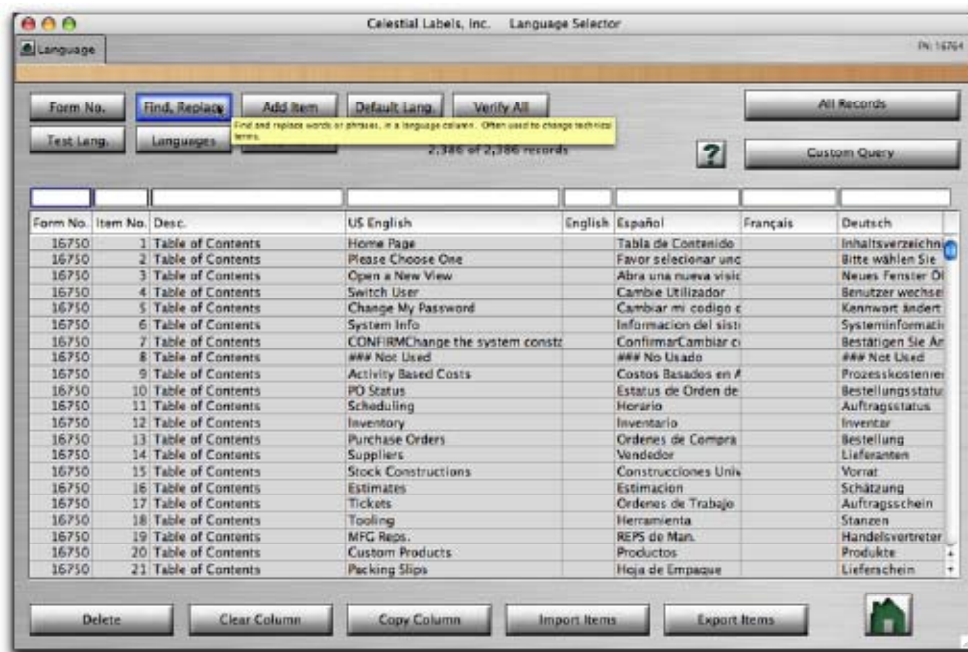 Celestial Labels, Inc. Language Selector
Language
PN: 16764
Form No. Find, Replace Add Item Default Lang. Verify All All Records
Find and replace words or phrases, in a language column. Often used to change technical
terms.
Test Lang. Languages 2,386 of 2,386 records ? Custom Query
Form No. Item No. Desc. US English English Español Français Deutsch
16750 1 Table of Contents Home Page Tabla de Contenido Inhaltsverzeichn
16750 2 Table of Contents Please Choose One Favor selecionar uno Bitte wählen Sie
16750 3 Table of Contents Open a New View Abra una nueva visic Neues Fenster Öf
16750 4 Table of Contents Switch User Cambie Utilizador Benutzer wechsel
16750 5 Table of Contents Change My Password Cambiar mi codigo d Kennwort ändert
16750 6 Table of Contents System Info Informacion del sist Systeminformati
16750 7 Table of Contents CONFIRMChange the system consta ConfirmarCambiar c Bestätigen Sie Än
16750 8 Table of Contents ### Not Used ### No Usado ### Not Used
16750 9 Table of Contents Activity Based Costs Costos Basados en A Prozesskostenre
16750 10 Table of Contents PO Status Estatus de Orden de Bestellungsstatu
16750 11 Table of Contents Scheduling Horario Auftragsstatus
16750 12 Table of Contents Inventory Inventario Inventar
16750 13 Table of Contents Purchase Orders Ordenes de Compra Bestellung
16750 14 Table of Contents Suppliers Vendedor Lieferanten
16750 15 Table of Contents Stock Constructions Construcciones Univ Vorrat
16750 16 Table of Contents Estimates Estimacion Schätzung
16750 17 Table of Contents Tickets Ordenes de Trabajo Auftragsschein
16750 18 Table of Contents Tooling Herramienta Stanzen
16750 19 Table of Contents MFG Reps. REPS de Man. Handelsvertreter
16750 20 Table of Contents Custom Products Productos Produkte
16750 21 Table of Contents Packing Slips Hoja de Empaque Lieferschein
Delete Clear Column Copy Column Import Items Export Items